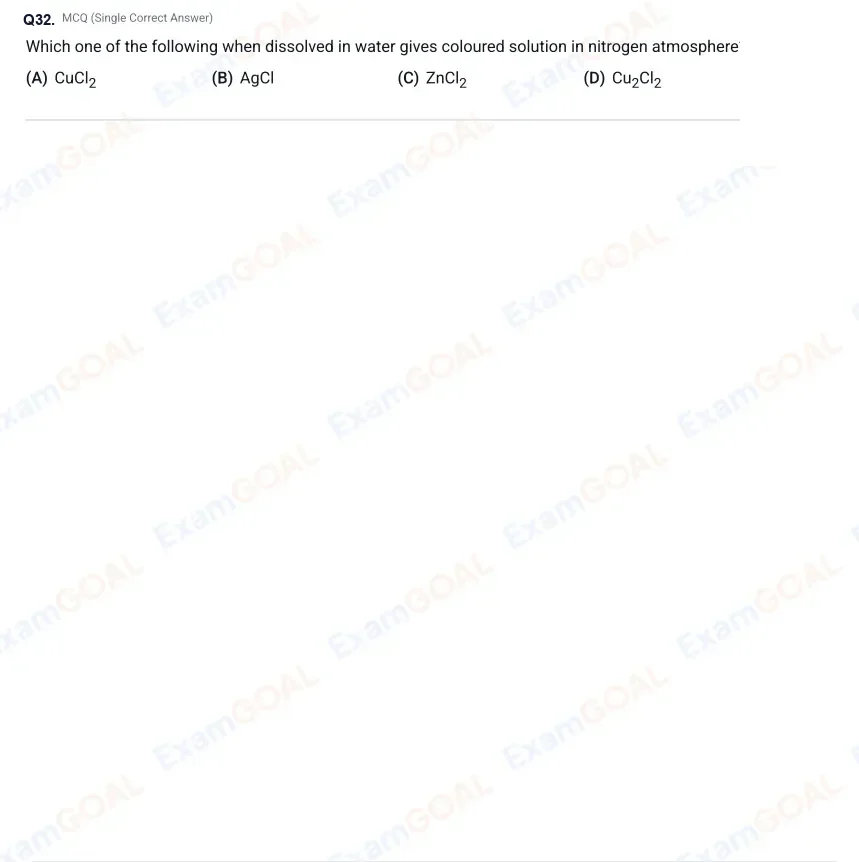 Q32. MCQ (Single Correct Answer)
Which one of the following when dissolved in water gives coloured solution in nitrogen atmosphere
(A) CuCl₂ (B) AgCl (C) ZnCl₂ (D) Cu₂Cl₂
ExamGOAL